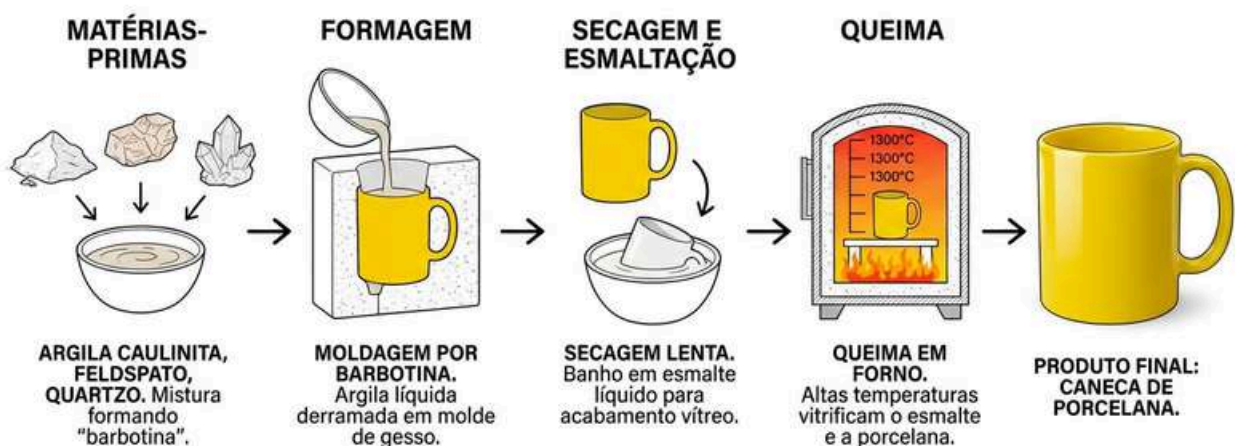 MATÉRIAS-
PRIMAS
FORMAGEM
SECAGEM E
ESMALTAÇÃO
QUEIMA
1300°C
1300°C
1300°C
ARGILA CAULINITA,
FELDSPATO,
QUARTZO. Mistura
formando
"barbotina".
MOLDAGEM POR
BARBOTINA.
Argila líquida
derramada em molde
de gesso.
SECAGEM LENTA.
Banho em esmalte
líquido para
acabamento vítreo.
QUEIMA EM
FORNO.
Altas temperaturas
vitrificam o esmalte
e a porcelana.
PRODUTO FINAL:
CANECA DE
PORCELANA.